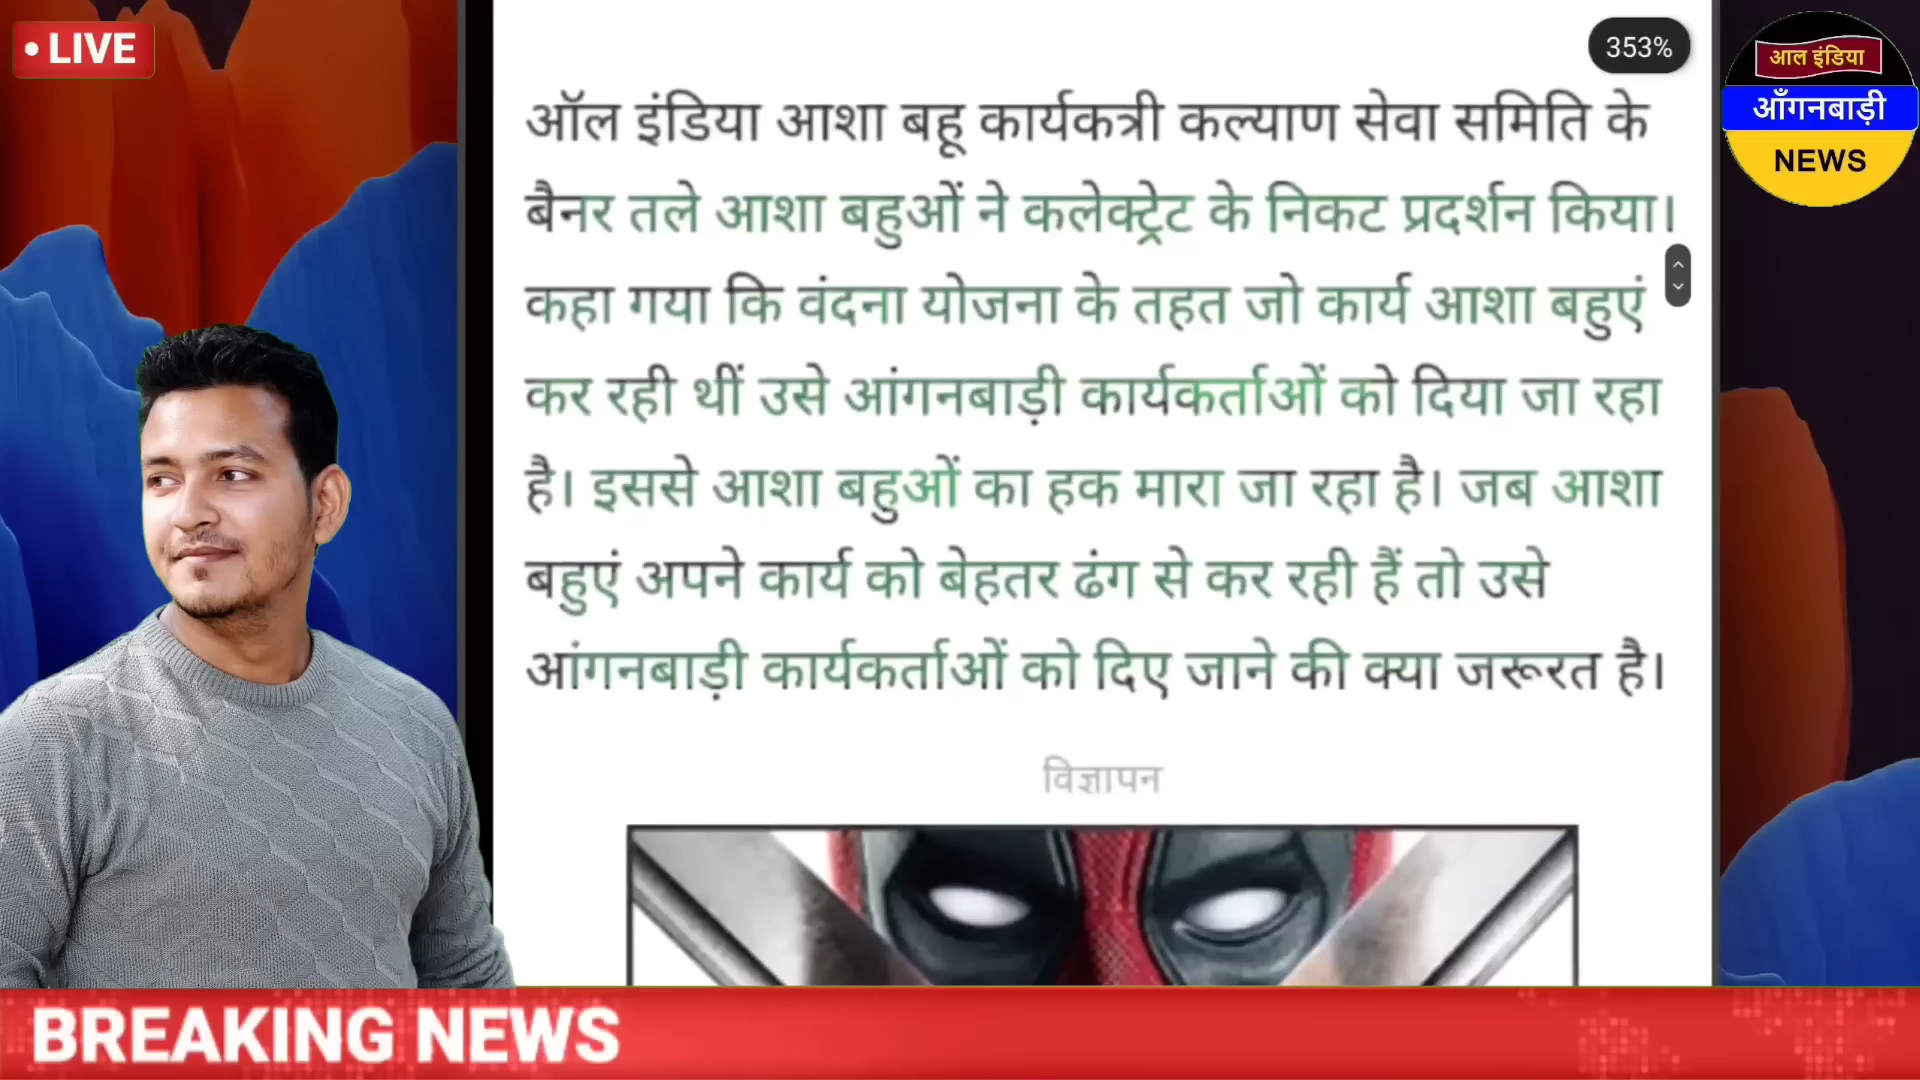 • LIVE
353%
आल इंडिया
आँगनबाड़ी
NEWS
ऑल इंडिया आशा बहू कार्यकत्री कल्याण सेवा समिति के
बैनर तले आशा बहुओं ने कलेक्ट्रेट के निकट प्रदर्शन किया।
कहा गया कि वंदना योजना के तहत जो कार्य आशा बहुएं
कर रही थीं उसे आंगनबाड़ी कार्यकर्ताओं को दिया जा रहा
है। इससे आशा बहुओं का हक मारा जा रहा है। जब आशा
बहुएं अपने कार्य को बेहतर ढंग से कर रही हैं तो उसे
आंगनबाड़ी कार्यकर्ताओं को दिए जाने की क्या जरूरत है।
विज्ञापन
BREAKING NEWS